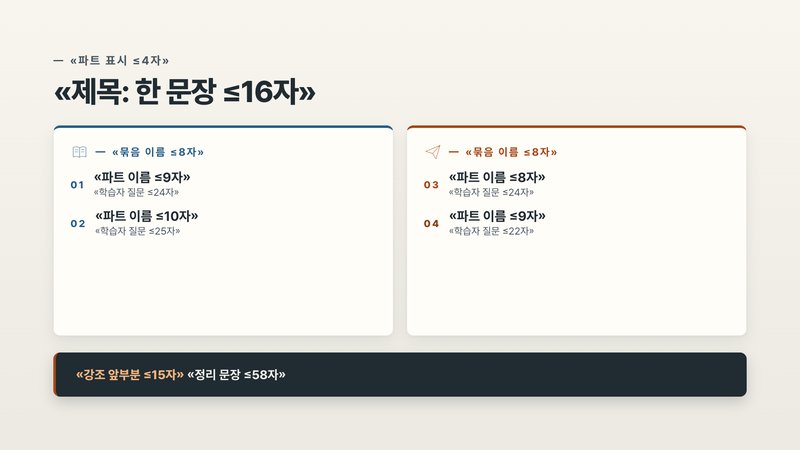 — «파트 표시 ≤4자»
«제목: 한 문장 ≤16자»
— «묶음 이름 ≤8자»
01 «파트 이름 ≤9자»
«학습자 질문 ≤24자»
02 «파트 이름 ≤10자»
«학습자 질문 ≤25자»
— «묶음 이름 ≤8자»
03 «파트 이름 ≤8자»
«학습자 질문 ≤24자»
04 «파트 이름 ≤9자»
«학습자 질문 ≤22자»
«강조 앞부분 ≤15자» «정리 문장 ≤58자»